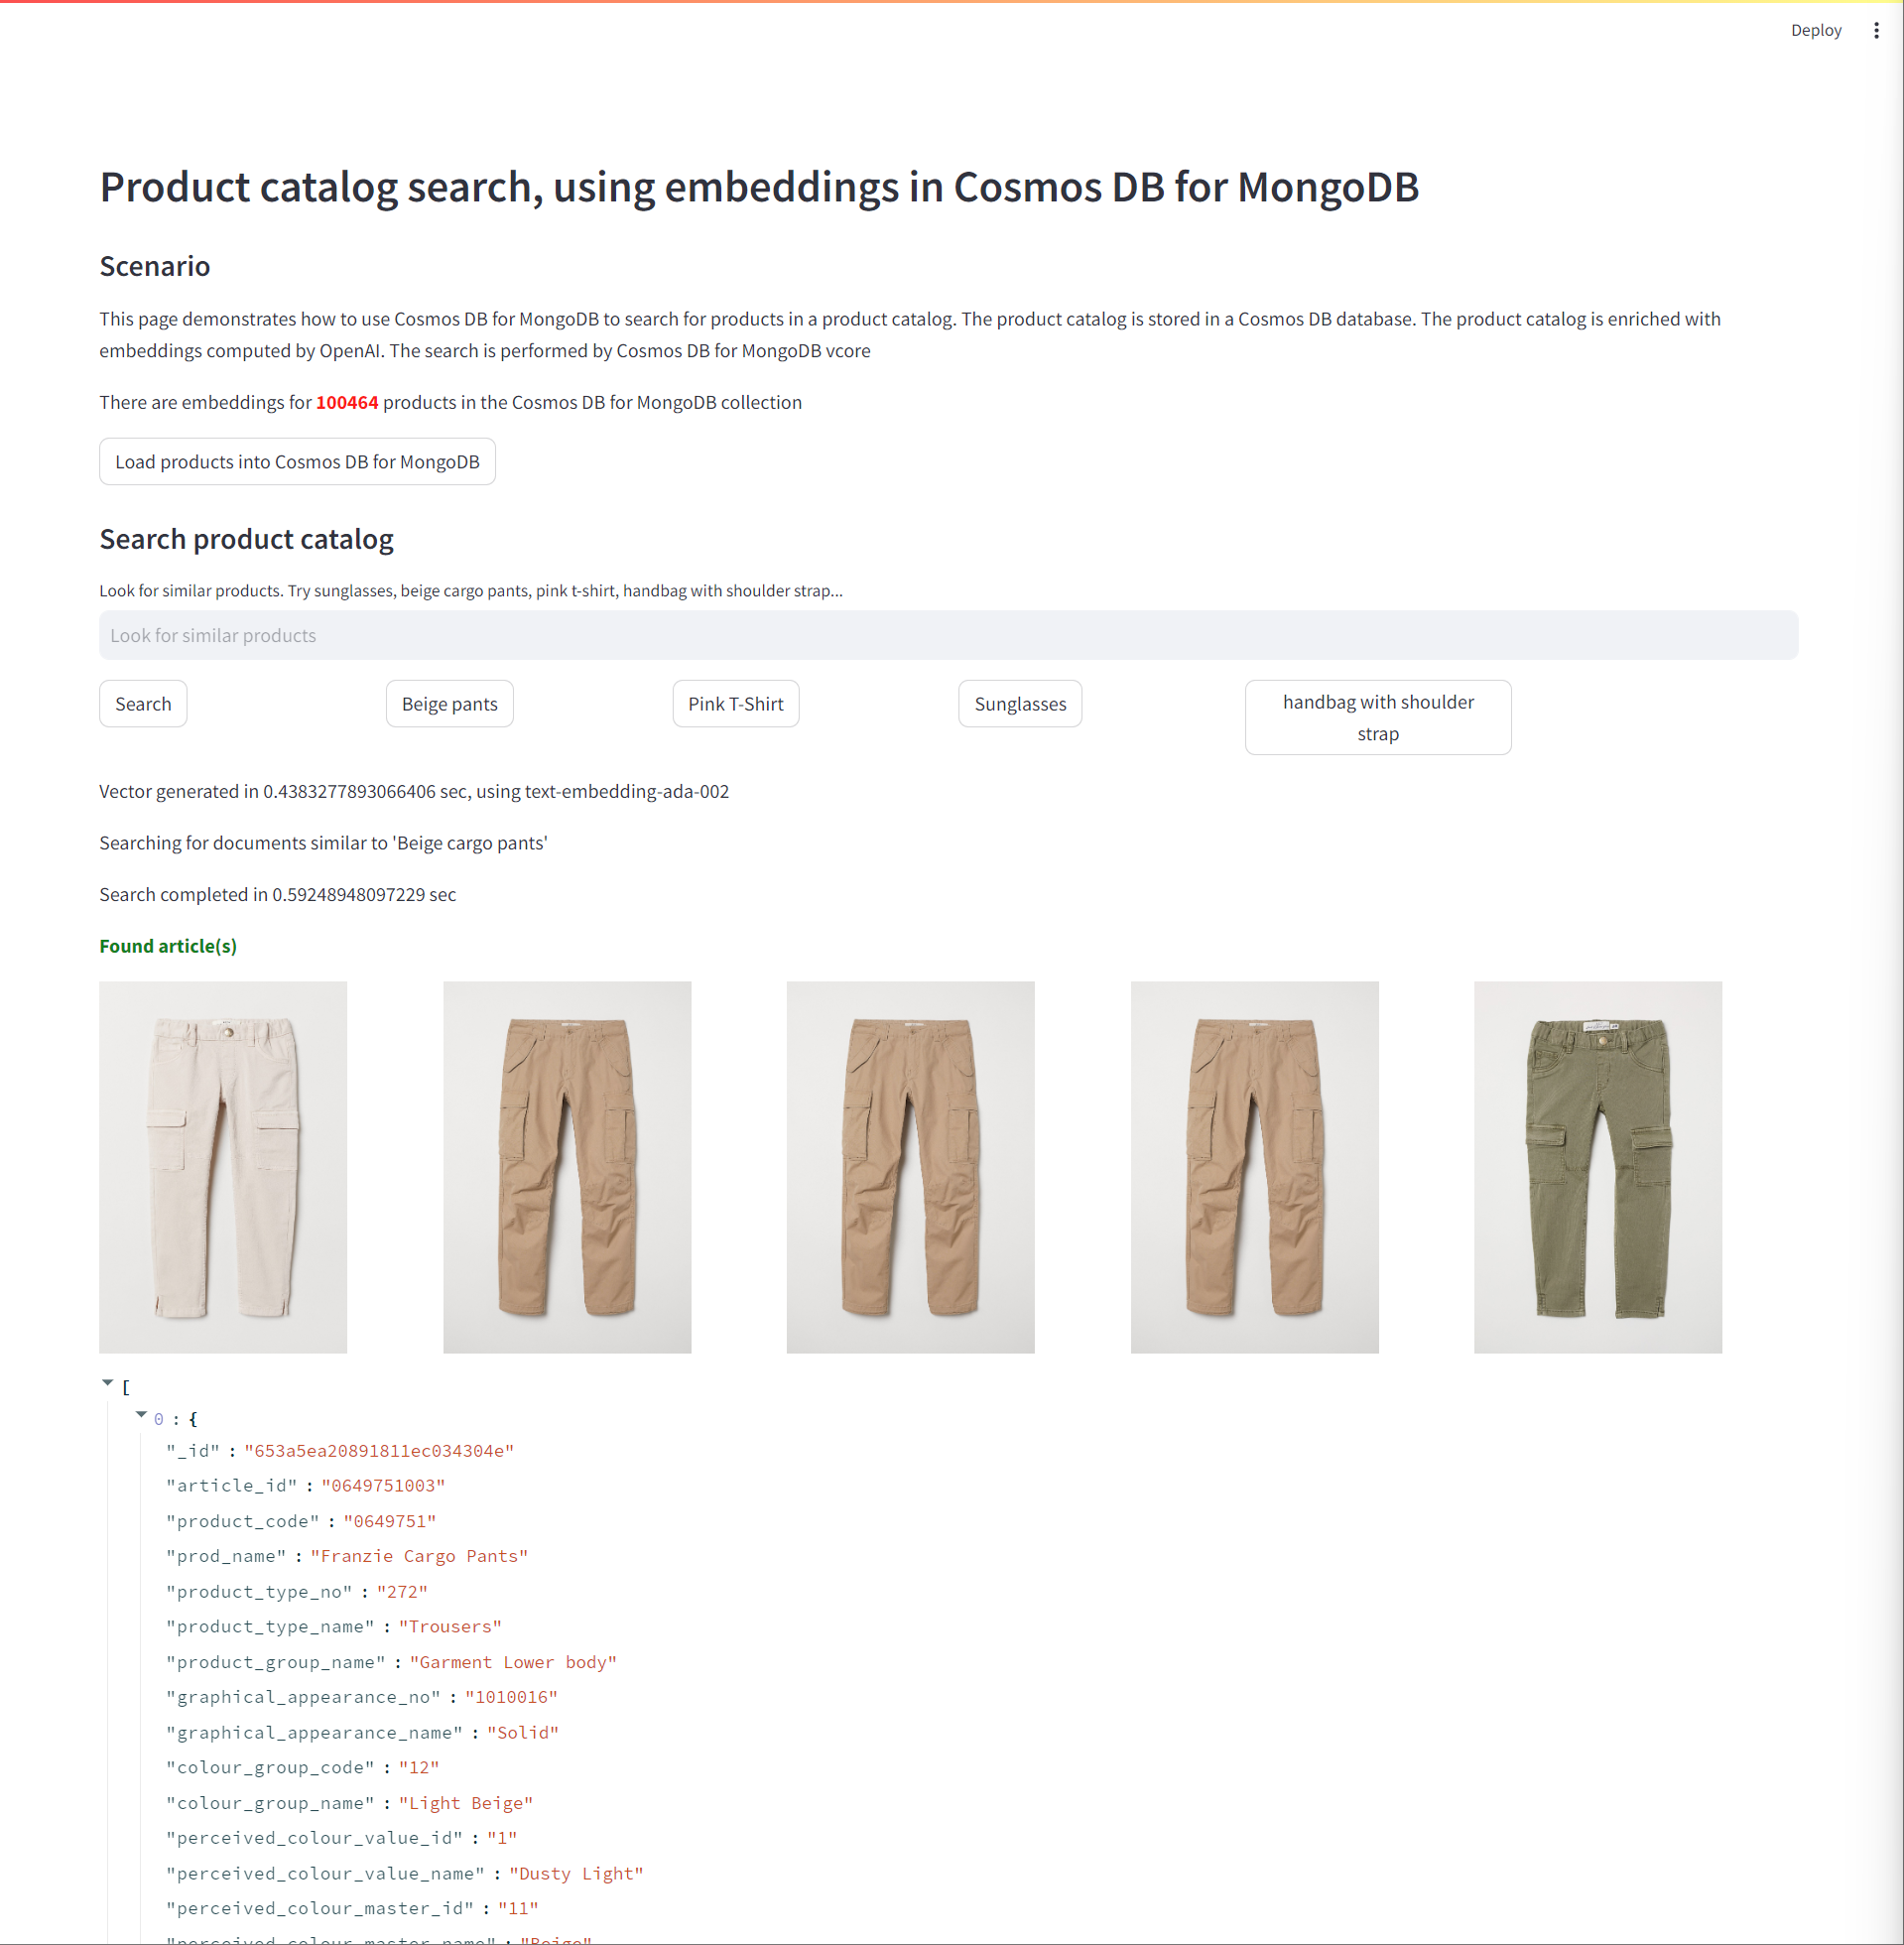 Deploy
Product catalog search, using embeddings in Cosmos DB for MongoDB
Scenario
This page demonstrates how to use Cosmos DB for MongoDB to search for products in a product catalog. The product catalog is stored in a Cosmos DB database. The product catalog is enriched with
embeddings computed by OpenAI. The search is performed by Cosmos DB for MongoDB vcore
There are embeddings for 100464 products in the Cosmos DB for MongoDB collection
Load products into Cosmos DB for MongoDB
Search product catalog
Look for similar products. Try sunglasses, beige cargo pants, pink t-shirt, handbag with shoulder strap...
Look for similar products
Search
Beige pants
Pink T-Shirt
Sunglasses
handbag with shoulder
strap
Vector generated in 0.4383277893066406 sec, using text-embedding-ada-002
Searching for documents similar to 'Beige cargo pants'
Search completed in 0.59248948097229 sec
Found article(s)
[
0 : {
"_id" : "653a5ea20891811ec034304e"
"article_id" : "0649751003"
"product_code" : "0649751"
"prod_name" : "Franzie Cargo Pants"
"product_type_no" : "272"
"product_type_name" : "Trousers"
"product_group_name" : "Garment Lower body"
"graphical_appearance_no" : "1010016"
"graphical_appearance_name" : "Solid"
"colour_group_code" : "12"
"colour_group_name" : "Light Beige"
"perceived_colour_value_id" : "1"
"perceived_colour_value_name" : "Dusty Light"
"perceived_colour_master_id" : "11"
"perceived_colour_master_name" : "Beige"